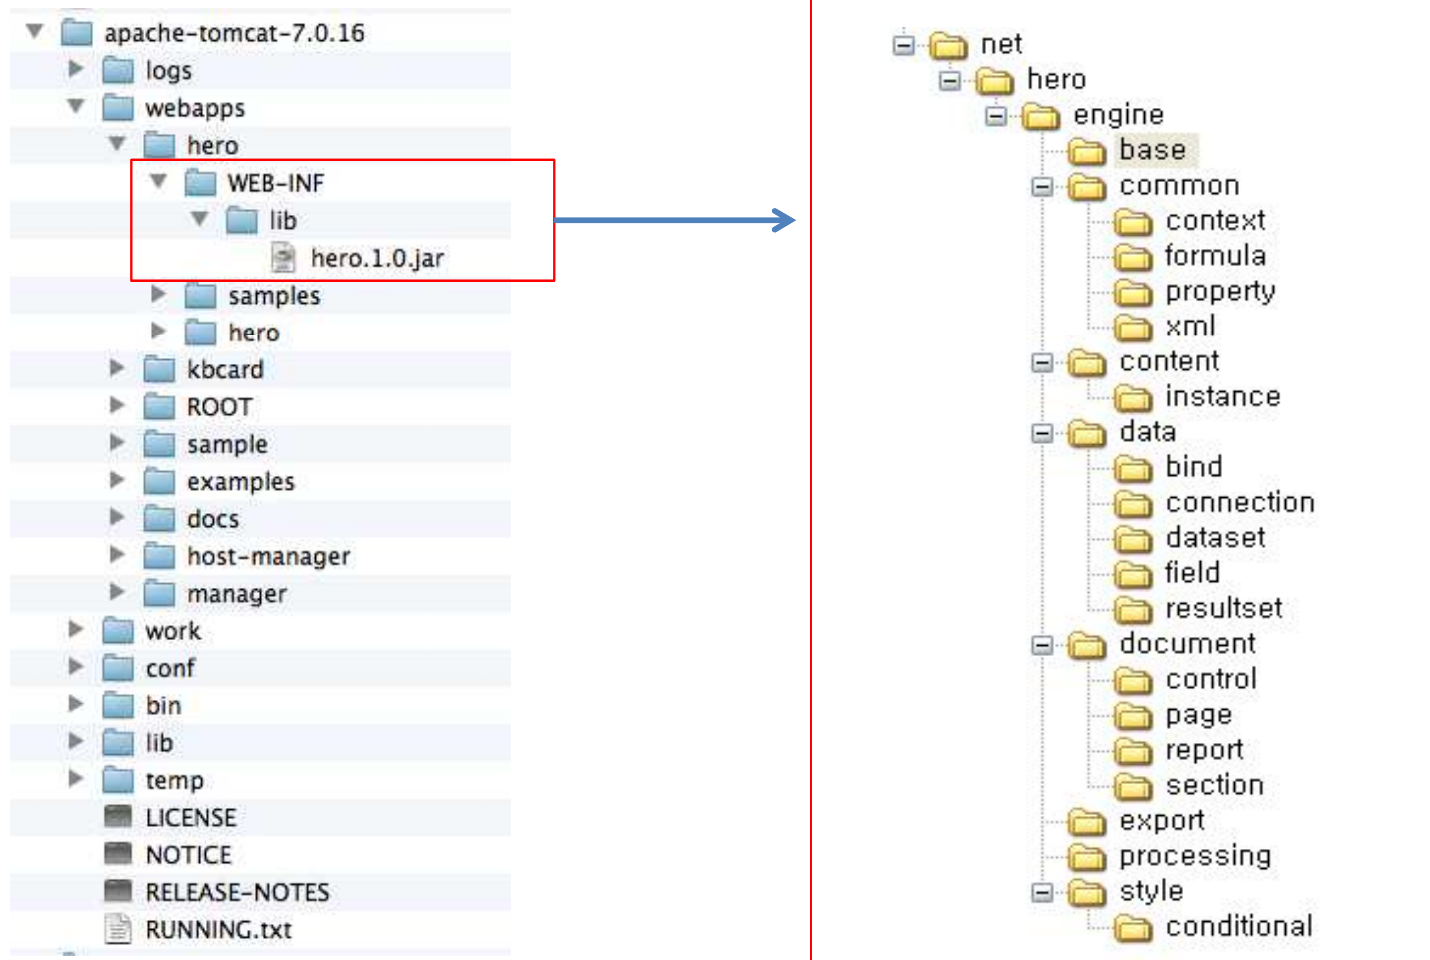 apache-tomcat-7.0.16
logs
webapps
hero
WEB-INF
lib
hero.1.0.jar
samples
hero
kbcard
ROOT
sample
examples
docs
host-manager
manager
work
conf
bin
lib
temp
LICENSE
NOTICE
RELEASE-NOTES
RUNNING.txt
net
hero
engine
base
common
context
formula
property
xml
content
instance
data
bind
connection
dataset
field
resultset
document
control
page
report
section
export
processing
style
conditional